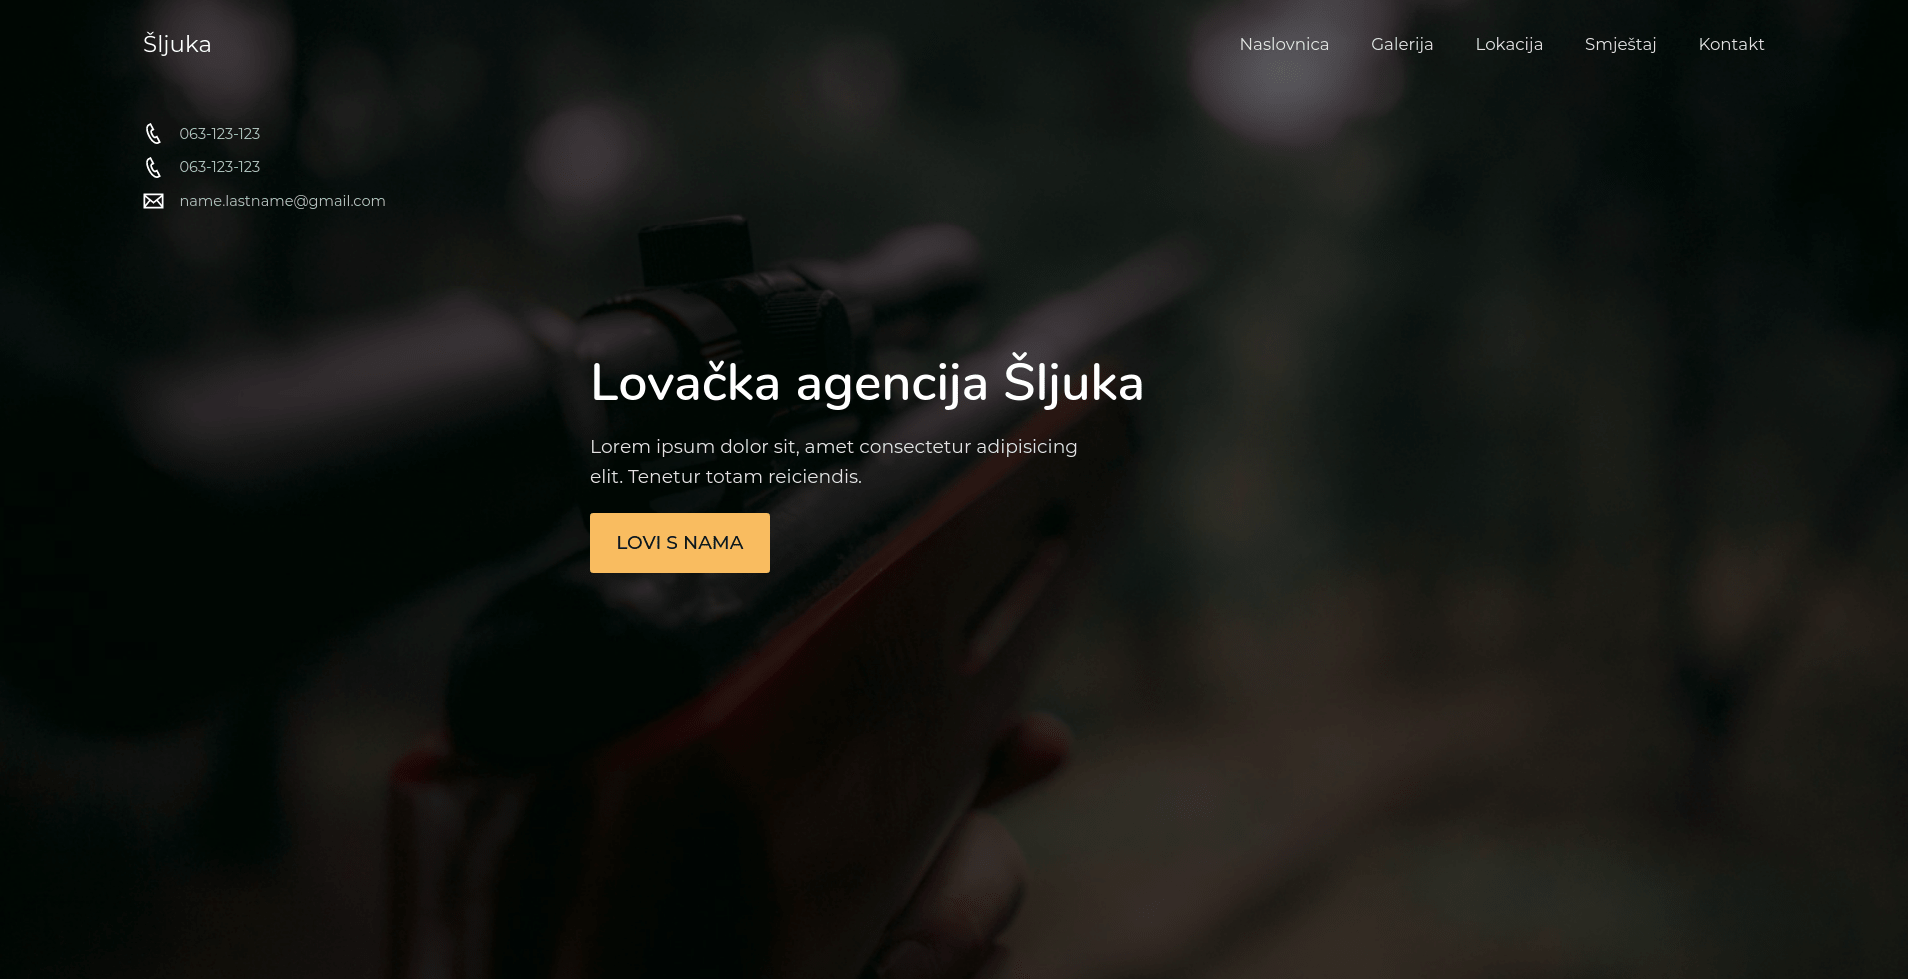 Šljuka
Naslovnica Galerija Lokacija Smještaj Kontakt
063-123-123
063-123-123
name.lastname@gmail.com
Lovačka agencija Šljuka
Lorem ipsum dolor sit, amet consectetur adipisicing
elit. Tenetur totam reiciendis.
LOVI S NAMA